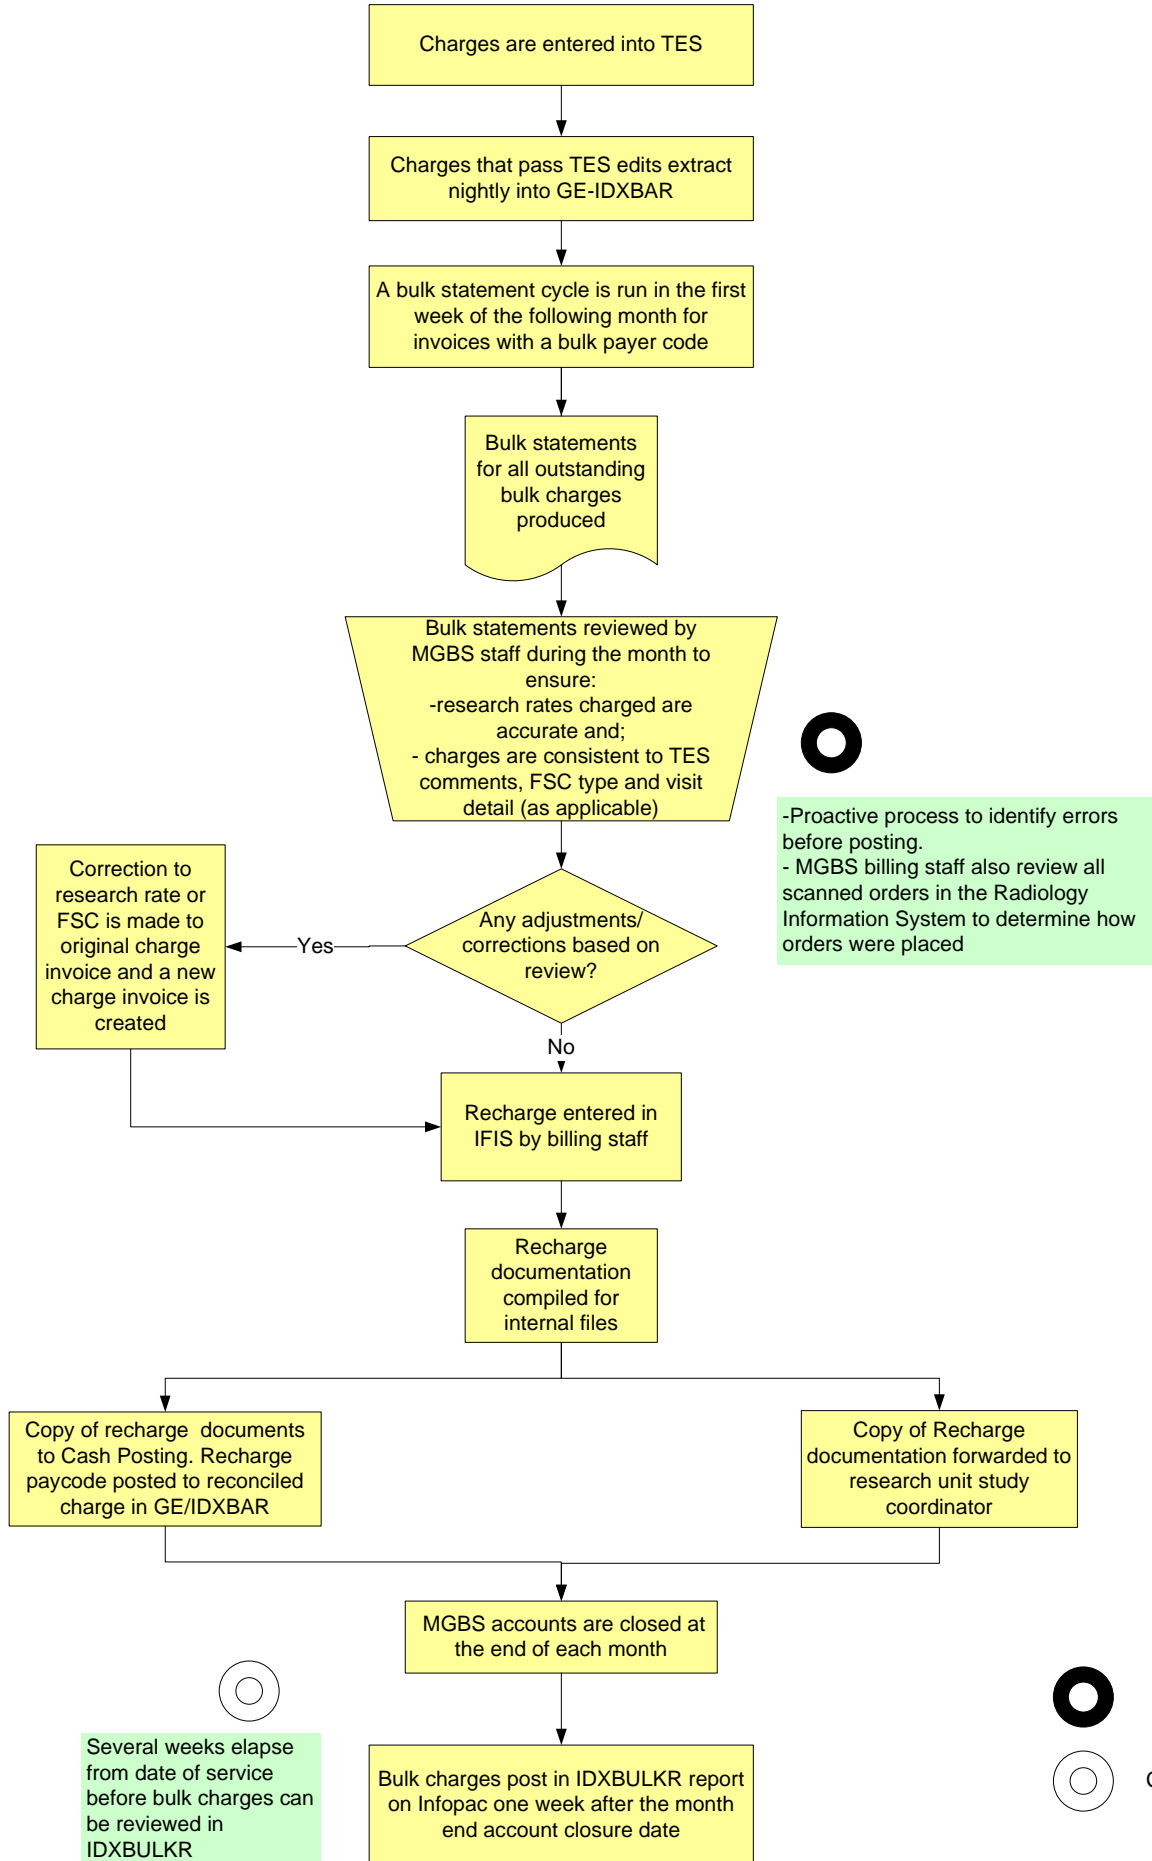 Charges are entered into TES
Charges that pass TES edits extract
nightly into GE-IDXBAR
A bulk statement cycle is run in the first
week of the following month for
invoices with a bulk payer code
Bulk statements
for all outstanding
bulk charges
produced
Bulk statements reviewed by
MGBS staff during the month to
ensure:
-research rates charged are
accurate and;
- charges are consistent to TES
comments, FSC type and visit
detail (as applicable)
-Proactive process to identify errors
before posting.
- MGBS billing staff also review all
scanned orders in the Radiology
Information System to determine how
orders were placed
Any adjustments/
corrections based on
review?
Yes
Correction to
research rate or
FSC is made to
original charge
invoice and a new
charge invoice is
created
No
Recharge entered in
IFIS by billing staff
Recharge
documentation
compiled for
internal files
Copy of recharge  documents
to Cash Posting. Recharge
paycode posted to reconciled
charge in GE/IDXBAR
Copy of Recharge
documentation forwarded to
research unit study
coordinator
MGBS accounts are closed at
the end of each month
Several weeks elapse
from date of service
before bulk charges can
be reviewed in
IDXBULKR
Bulk charges post in IDXBULKR report
on Infopac one week after the month
end account closure date